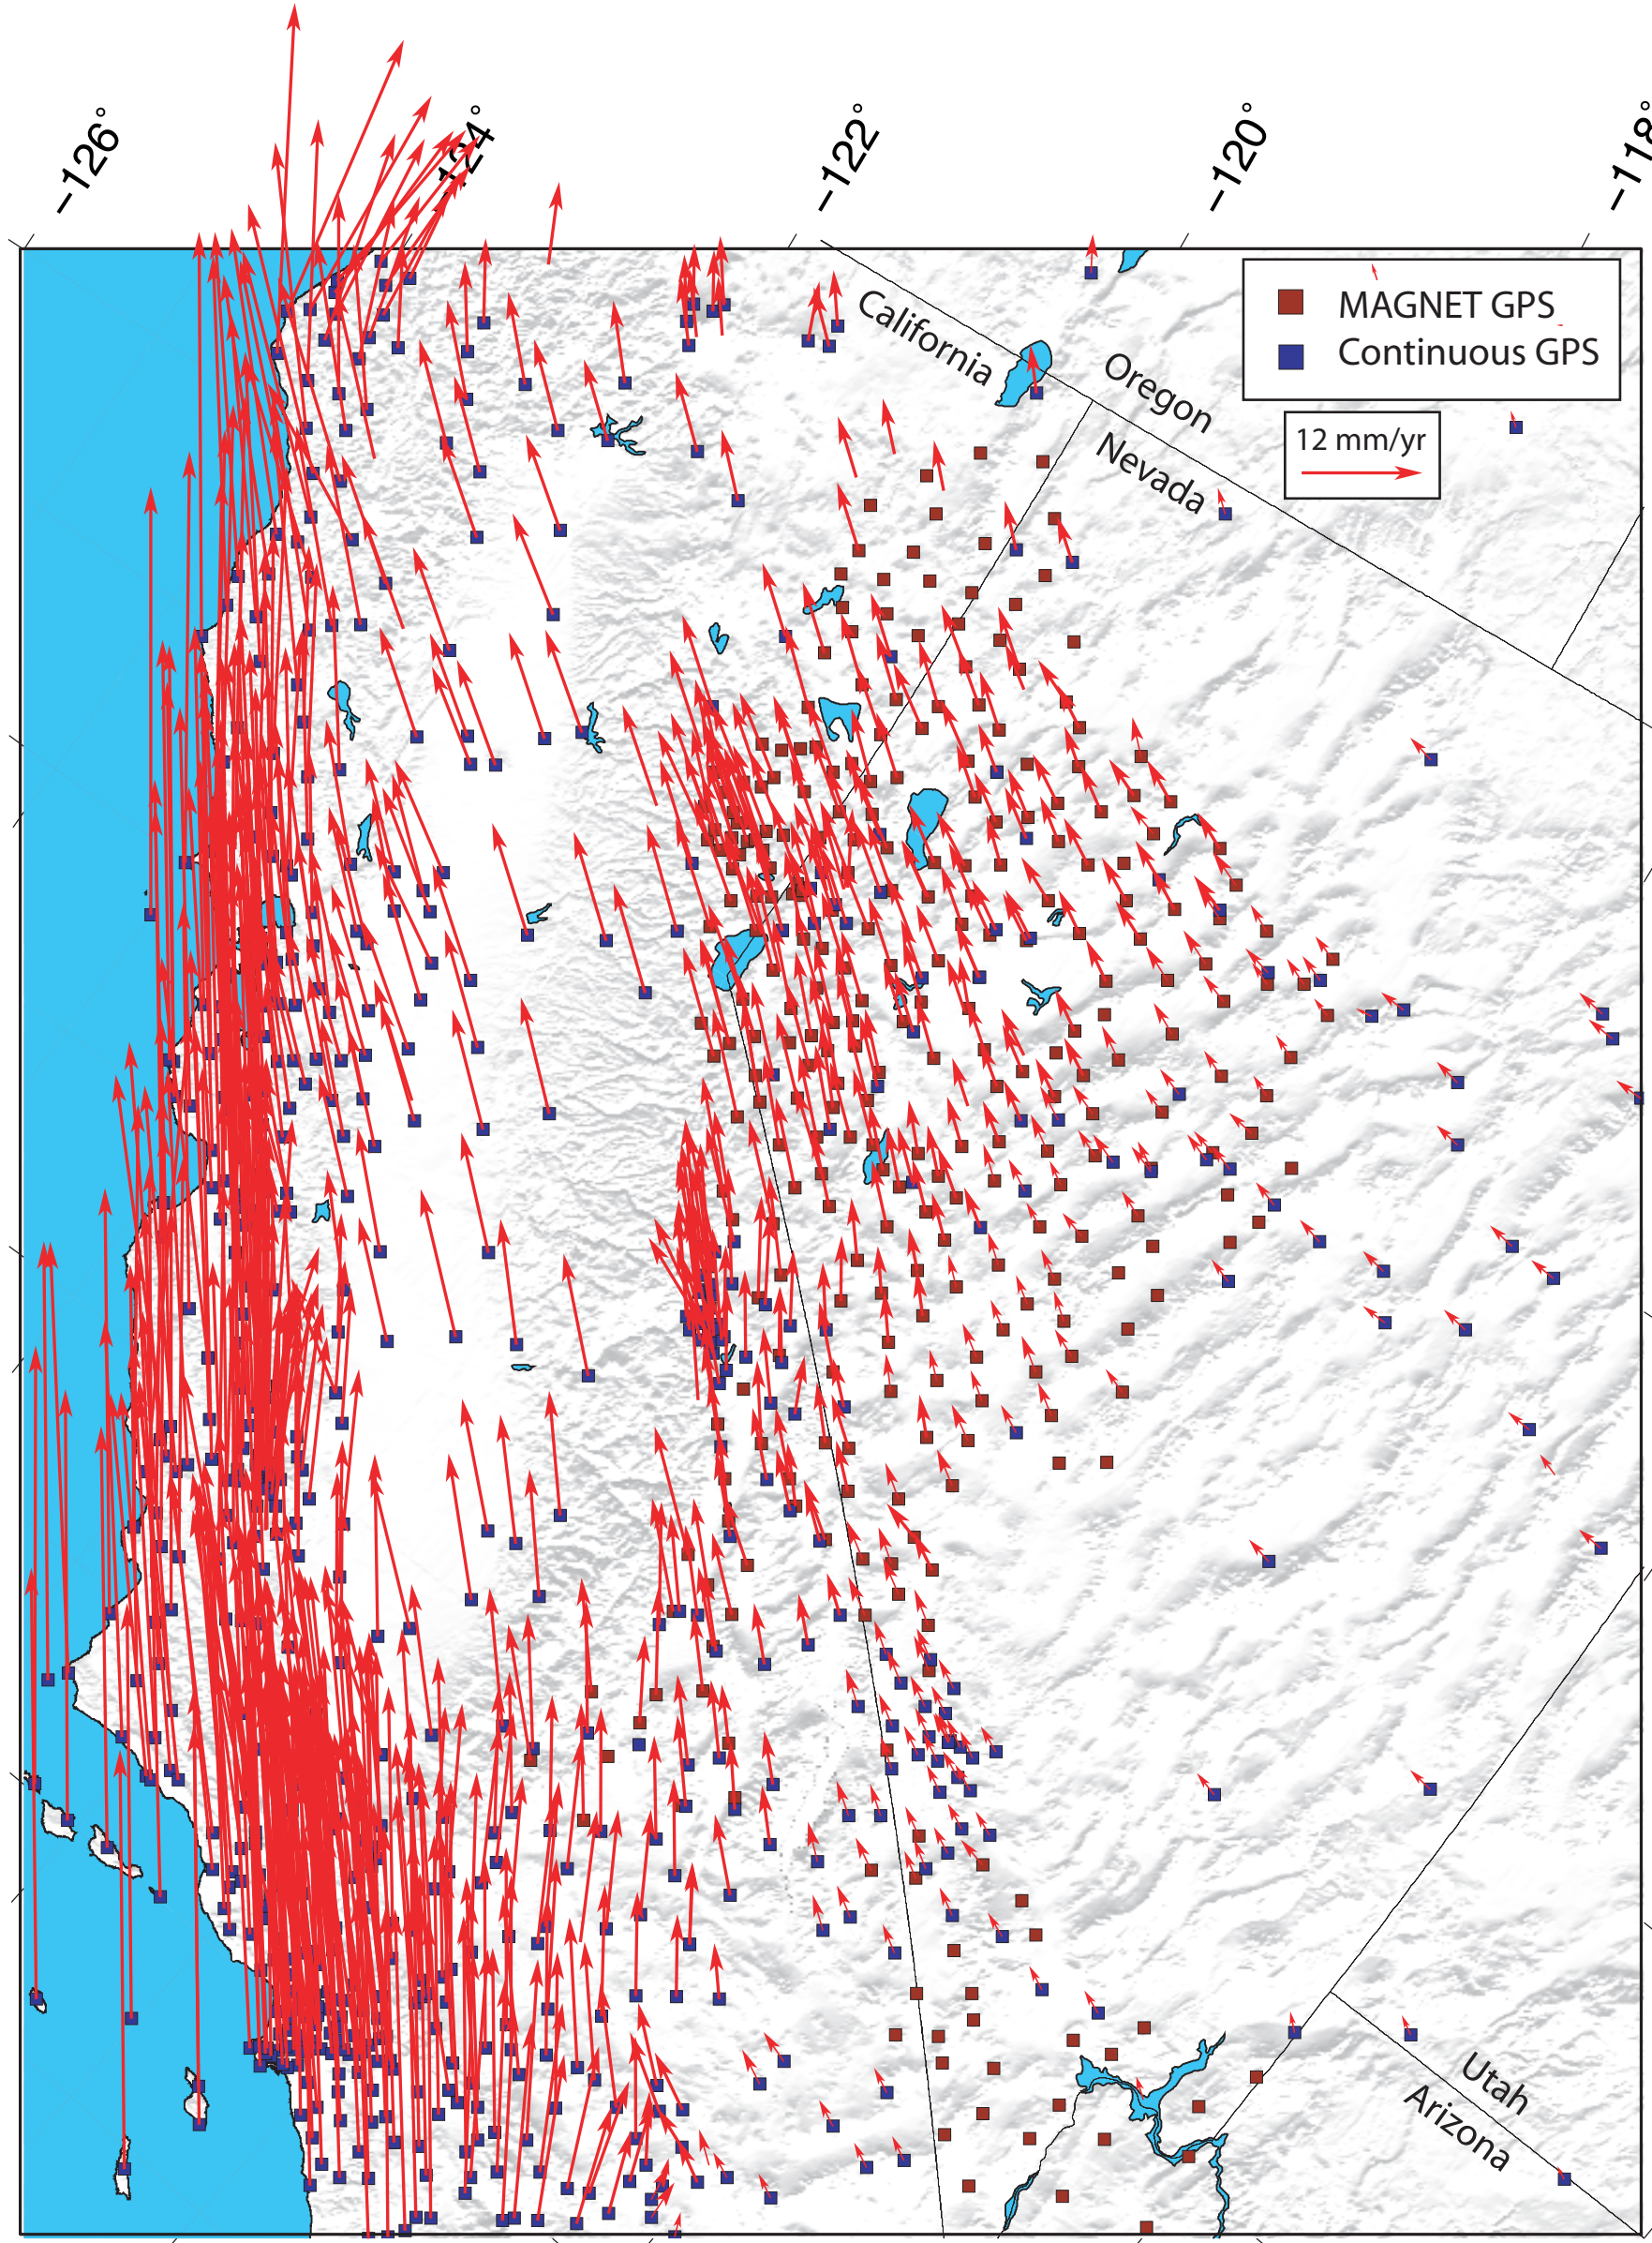 −126°
−124°
−122°
−120°
−118°
MAGNET GPS
Continuous GPS
12 mm/yr
California
Oregon
Nevada
Utah
Arizona